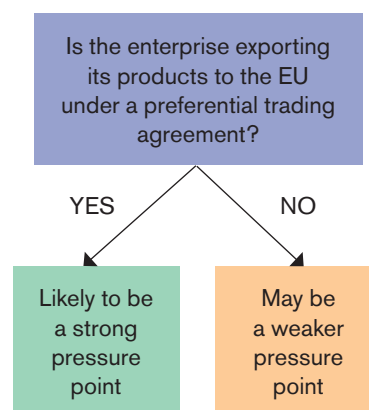 Is the enterprise exporting
its products to the EU
under a preferential trading
agreement?
YES
NO
Likely to be
a strong
pressure
point
May be
a weaker
pressure
point